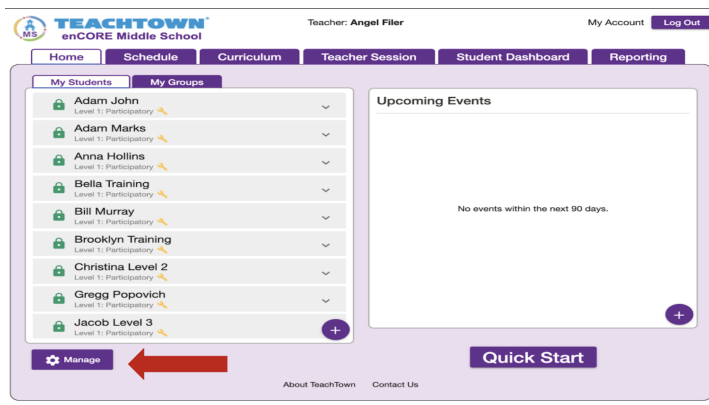 TEACHTOWN®
MS
enCORE Middle School
Teacher: Angel Filer
My Account
Log Out
Home
Schedule
Curriculum
Teacher Session
Student Dashboard
Reporting
My Students
My Groups
Adam John
Level 1: Participatory
Adam Marks
Level 1: Participatory
Anna Hollins
Level 1: Participatory
Bella Training
Level 1: Participatory
Bill Murray
Level 1: Participatory
Brooklyn Training
Level 1: Participatory
Christina Level 2
Level 1: Participatory
Gregg Popovich
Level 1: Participatory
Jacob Level 3
Level 1: Participatory
+
Upcoming Events
No events within the next 90 days.
+
Manage
Quick Start
About TeachTown
Contact Us